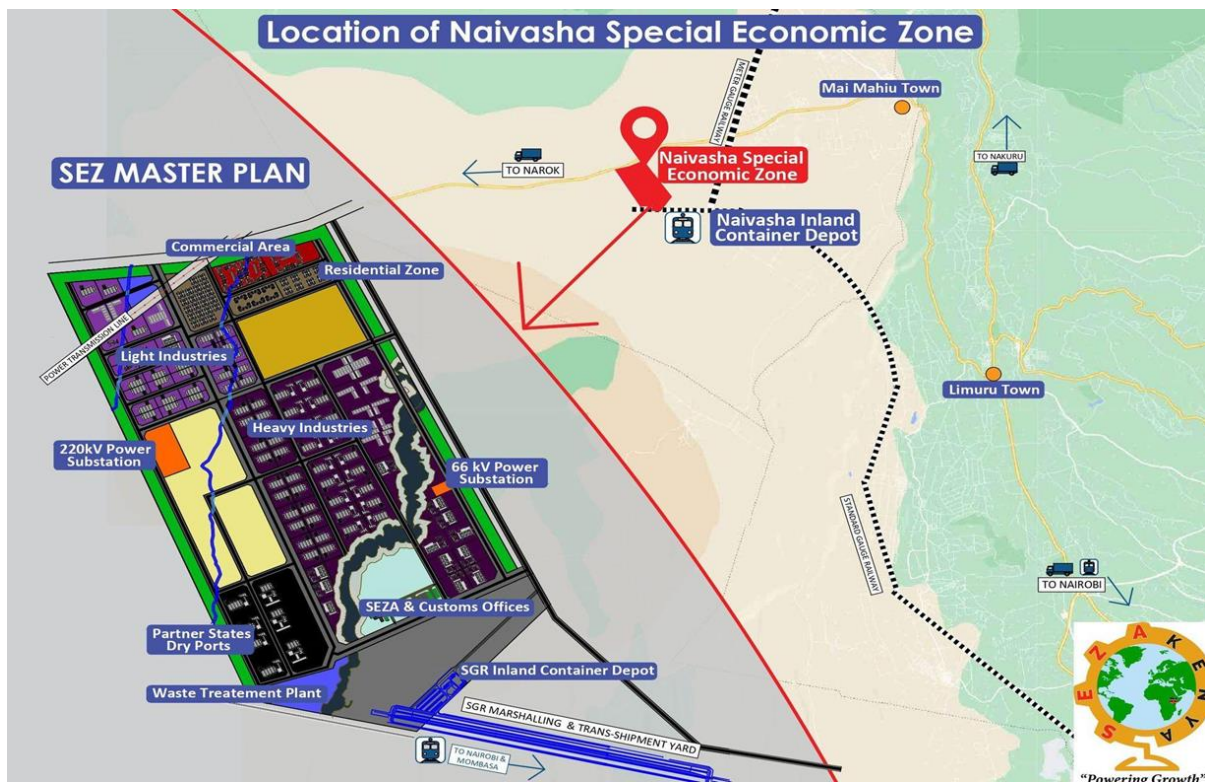 Location of Naivasha Special Economic Zone
METER GAUGE RAILWAY
Mai Mahiu Town
TO NAROK
TO NAKURU
Naivasha Special
Economic Zone
Naivasha Inland
Container Depot
SEZ MASTER PLAN
Commercial Area
Residential Zone
POWER TRANSMISSION LINE
Light Industries
Limuru Town
Heavy Industries
220kV Power
Substation
66 kV Power
Substation
STANDARD GAUGE RAILWAY
TO NAIROBI
SEZA & Customs Offices
Partner States
Dry Ports
SGR Inland Container Depot
Waste Treatement Plant
SGR MARSHALLING & TRANS-SHIPMENT YARD
TO NAIROBI &
MOMBASA
SEZA KENYA
"Powering Growth"